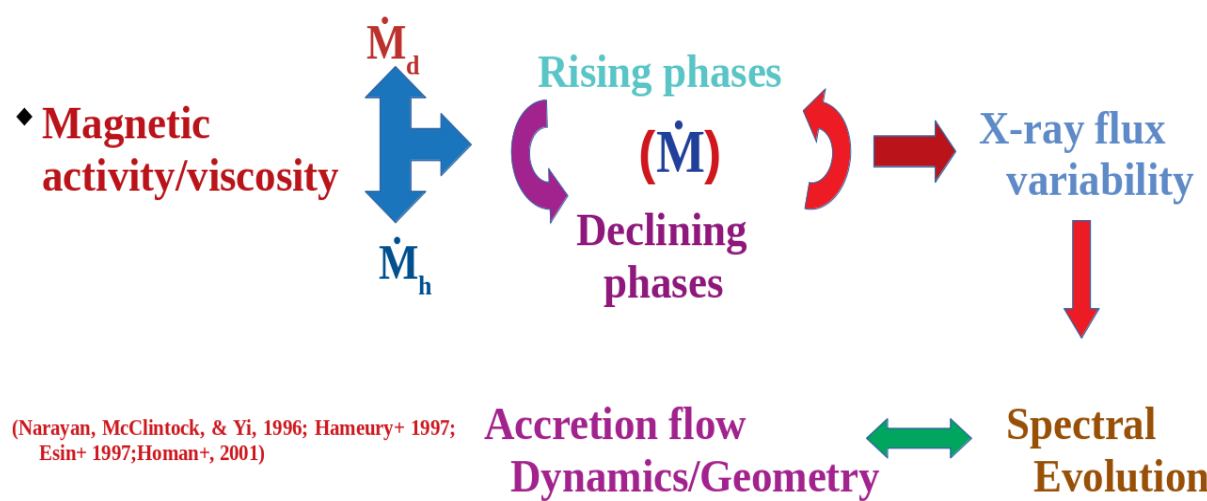 Ṁd
Rising phases
◆ Magnetic
activity/viscosity
(Ṁ)
X-ray flux
variability
Declining
phases
Ṁh
(Narayan, McClintock, & Yi, 1996; Hameury+ 1997;
Esin+ 1997;Homan+, 2001)
Accretion flow
Dynamics/Geometry
Spectral
Evolution